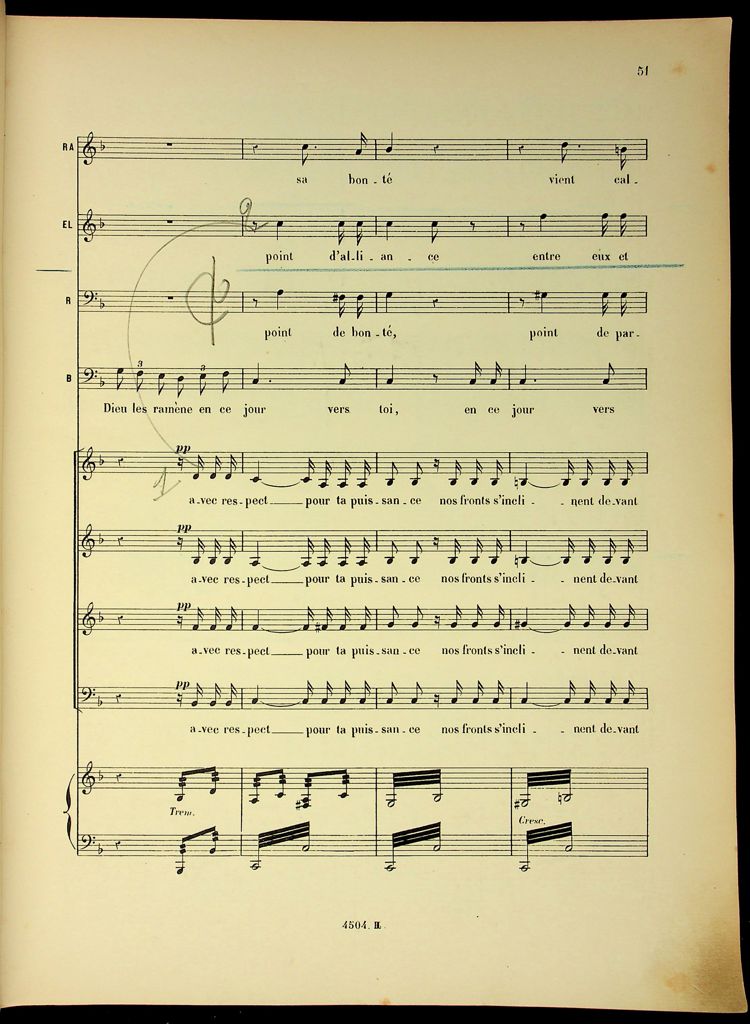 51
RA
sa bon-té vient cal-
EL
2
point d'al-li-an-ce entre eux et
R
point de bon-té, point de par-
B
3 3
Dieu les ramène en ce jour vers toi, en ce jour vers
pp
1
a-vec res-pect pour ta puis-san-ce nos fronts s'incli-nent de-vant
pp
a-vec res-pect pour ta puis-san-ce nos fronts s'incli-nent de-vant
pp
a-vec res-pect pour ta puis-san-ce nos fronts s'incli-nent de-vant
pp
a-vec res-pect pour ta puis-san-ce nos fronts s'incli-nent de-vant
Trem. Cresc.
4504. H.